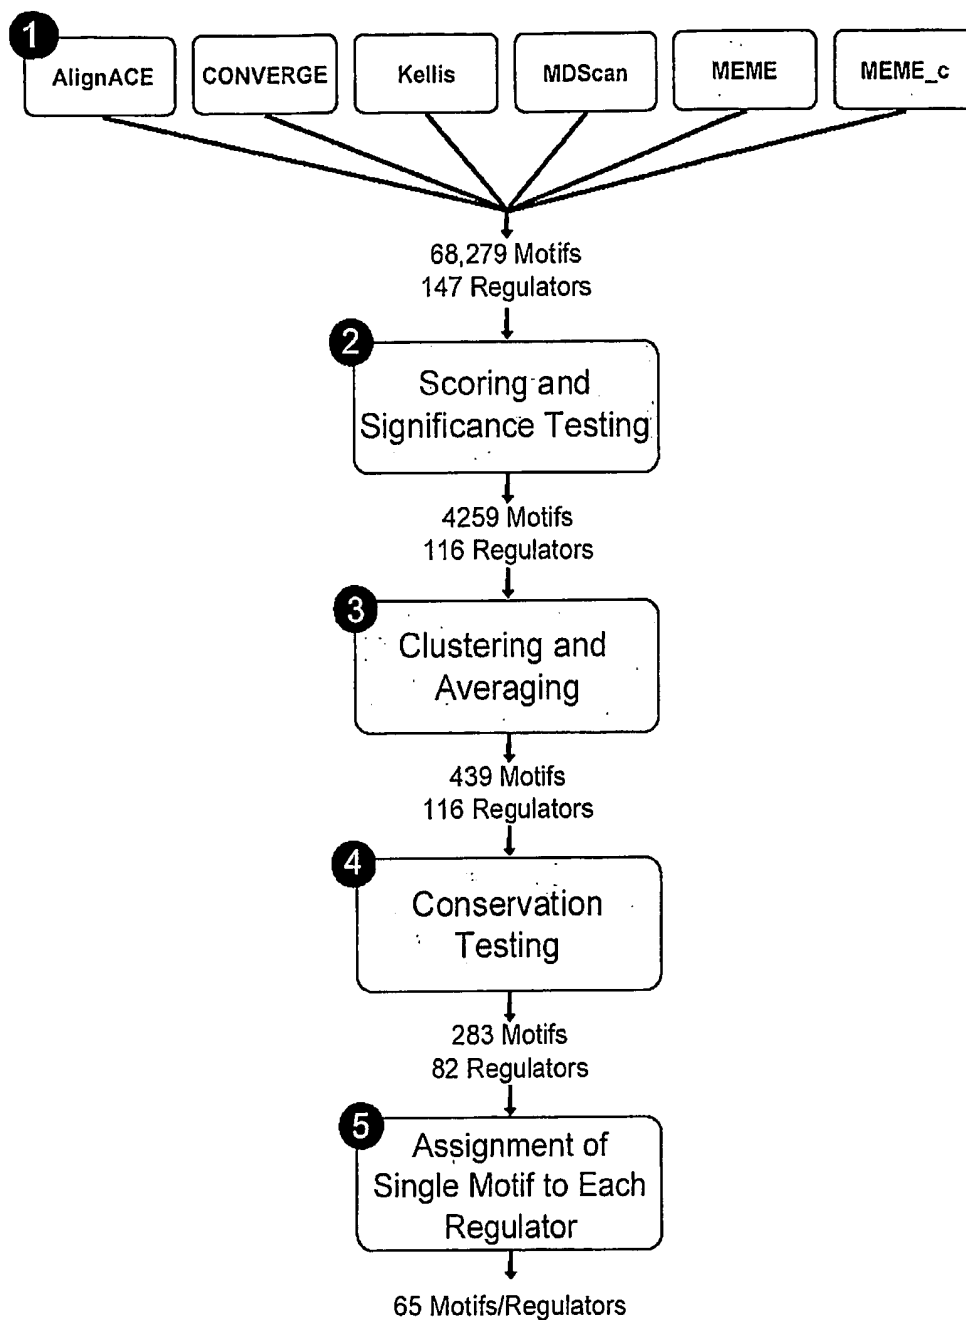 1
AlignACE
CONVERGE
Kellis
MDScan
MEME
MEME_c
68,279 Motifs
147 Regulators
2
Scoring and
Significance Testing
4259 Motifs
116 Regulators
3
Clustering and
Averaging
439 Motifs
116 Regulators
4
Conservation
Testing
283 Motifs
82 Regulators
5
Assignment of
Single Motif to Each
Regulator
65 Motifs/Regulators